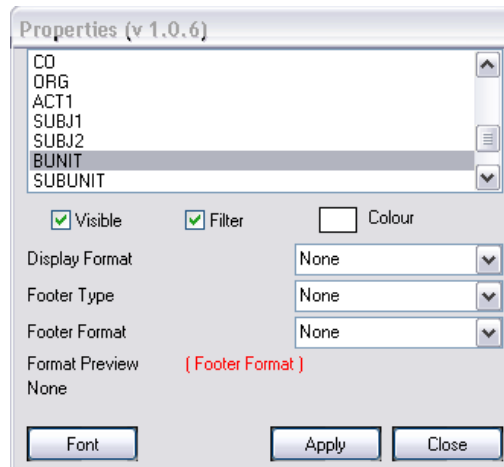 Properties (v 1.0.6)
CO
ORG
ACT1
SUBJ1
SUBJ2
BUNIT
SUBUNIT
Visible Filter Colour
Display Format None
Footer Type None
Footer Format None
Format Preview ( Footer Format )
None
Font Apply Close